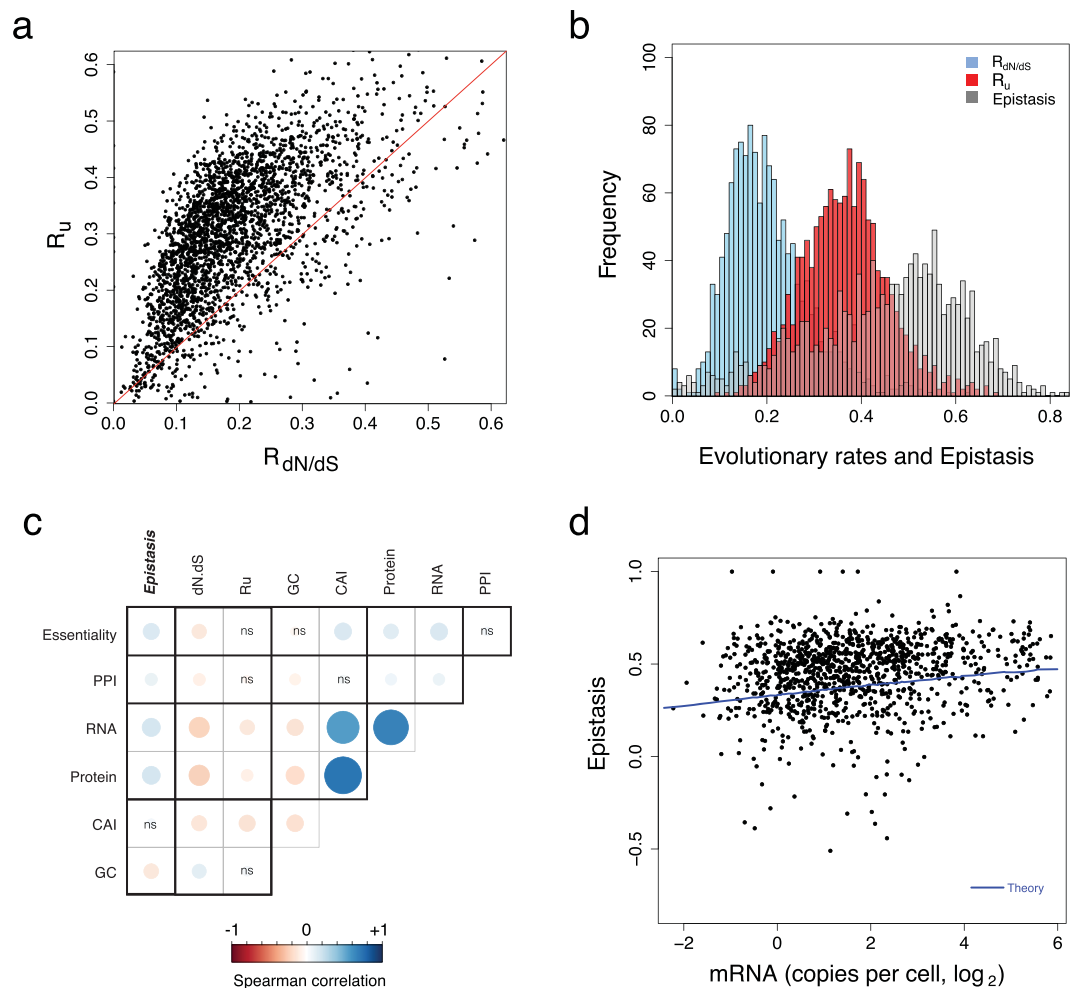 a
0.6
0.5
0.4
0.3
0.2
0.1
0.0
Ru
0.0 0.1 0.2 0.3 0.4 0.5 0.6
RdN/dS
b
100
80
60
40
20
0
Frequency
RdN/dS
Ru
Epistasis
0.0 0.2 0.4 0.6 0.8
Evolutionary rates and Epistasis
c
Epistasis dN.dS Ru GC CAI Protein RNA PPI
Essentiality ns ns ns
PPI ns ns
RNA
Protein
CAI ns
GC ns
-1 0 +1
Spearman correlation
d
1.0
0.5
0.0
−0.5
Epistasis
Theory
−2 0 2 4 6
mRNA (copies per cell, log2)